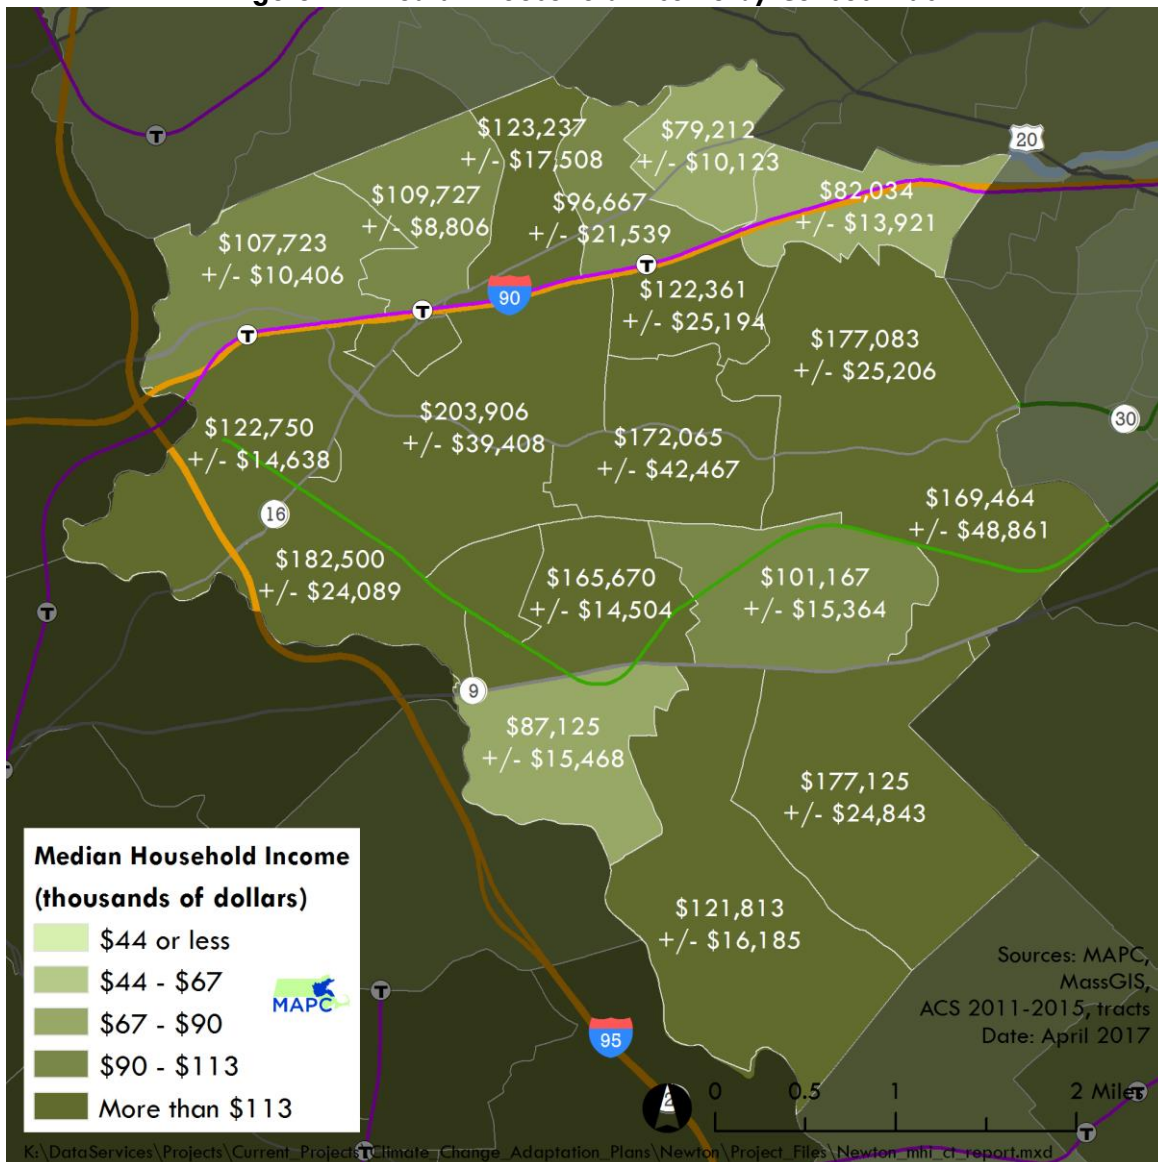 $123,237
+/- $17,508
$79,212
+/- $10,123
20
$109,727
+/- $8,806
$96,667
+/- $21,539
$82,034
+/- $13,921
$107,723
+/- $10,406
T
T
T
T
90
$122,361
+/- $25,194
$177,083
+/- $25,206
$203,906
+/- $39,408
$172,065
+/- $42,467
30
$122,750
+/- $14,638
16
$169,464
+/- $48,861
$182,500
+/- $24,089
$165,670
+/- $14,504
$101,167
+/- $15,364
T
9
$87,125
+/- $15,468
$177,125
+/- $24,843
$121,813
+/- $16,185
Median Household Income
(thousands of dollars)
$44 or less
$44 - $67
$67 - $90
$90 - $113
More than $113
MAPC
T
95
Sources: MAPC,
MassGIS,
ACS 2011-2015, tracts
Date: April 2017
0 0.5 1 2 Miles
T
T
T
K:\DataServices\Projects\Current_Projects\Climate_Change_Adaptation_Plans\Newton\Project_Files\Newton_mhi_ct_report.mxd